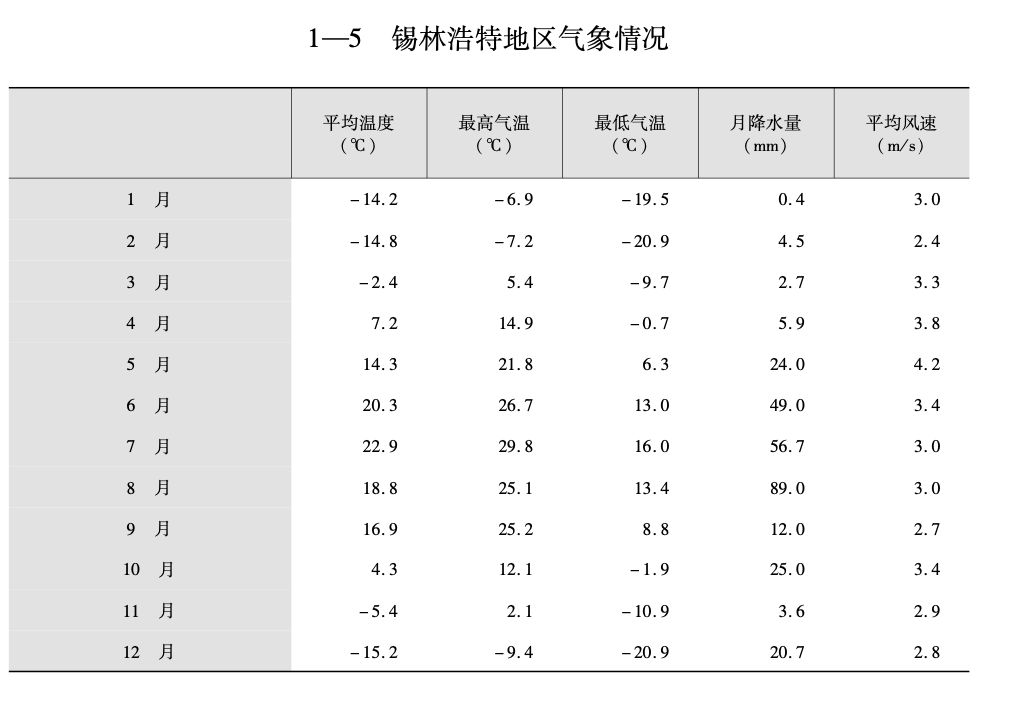 1—5 锡林浩特地区气象情况
平均温度 最高气温 最低气温 月降水量 平均风速
(℃) (℃) (℃) (mm) (m/s)
1 月 -14.2 -6.9 -19.5 0.4 3.0
2 月 -14.8 -7.2 -20.9 4.5 2.4
3 月 -2.4 5.4 -9.7 2.7 3.3
4 月 7.2 14.9 -0.7 5.9 3.8
5 月 14.3 21.8 6.3 24.0 4.2
6 月 20.3 26.7 13.0 49.0 3.4
7 月 22.9 29.8 16.0 56.7 3.0
8 月 18.8 25.1 13.4 89.0 3.0
9 月 16.9 25.2 8.8 12.0 2.7
10 月 4.3 12.1 -1.9 25.0 3.4
11 月 -5.4 2.1 -10.9 3.6 2.9
12 月 -15.2 -9.4 -20.9 20.7 2.8